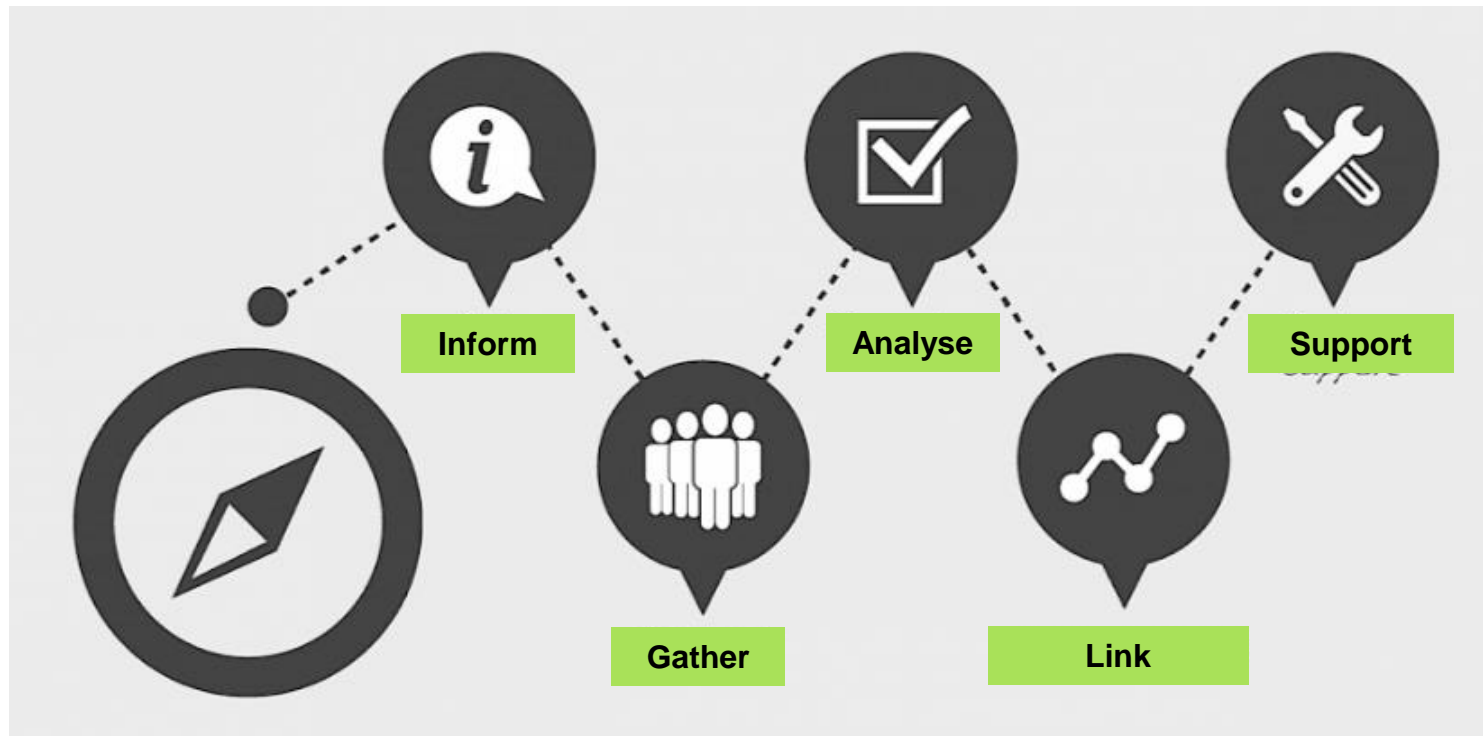 Inform
Gather
Analyse
Link
Support